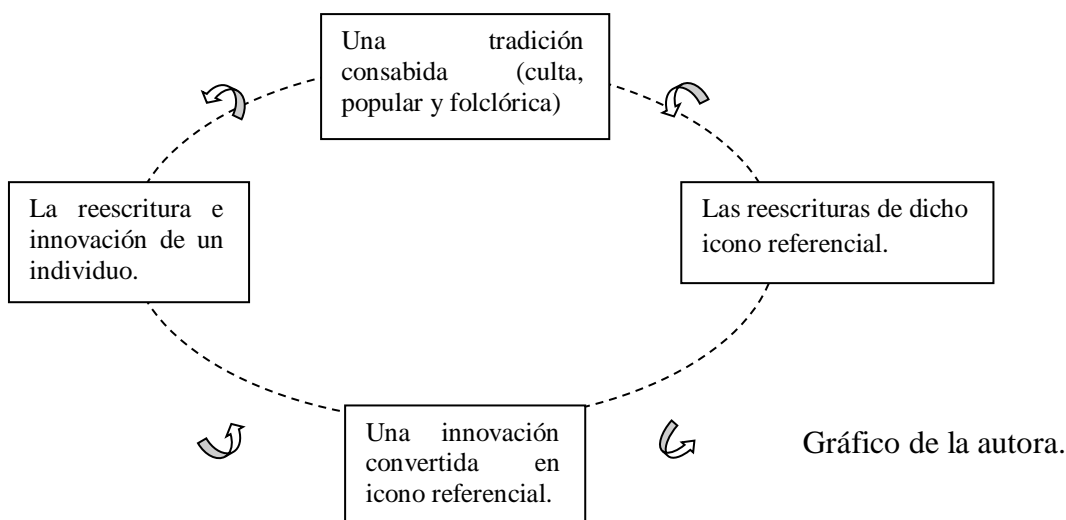 Una tradición
consabida (culta,
popular y folclórica)
La reescritura e
innovación de un
individuo.
Las reescrituras de dicho
icono referencial.
Una innovación
convertida en
icono referencial.
Gráfico de la autora.